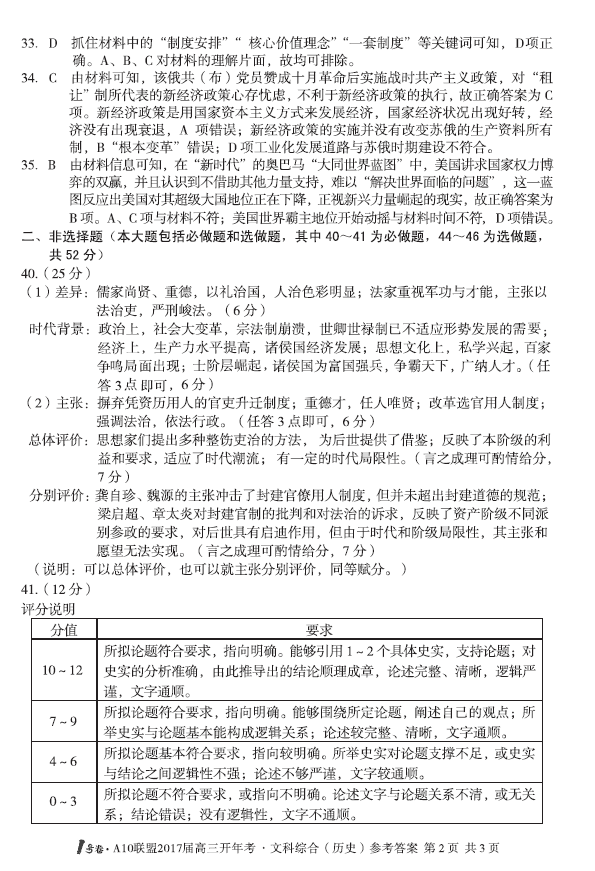 33. D 抓住材料中的“制度安排”“ 核心价值理念”“一套制度”等关键词可知，D项正
确。A、B、C对材料的理解片面，故均可排除。
34. C 由材料可知，该俄共（布）党员赞成十月革命后实施战时共产主义政策，对“租
让”制所代表的新经济政策心存忧虑，不利于新经济政策的执行，故正确答案为C
项。新经济政策是用国家资本主义方式来发展经济，国家经济状况出现好转，经
济没有出现衰退，A 项错误；新经济政策的实施并没有改变苏俄的生产资料所有
制，B“根本变革”错误；D项工业化发展道路与苏俄时期建设不符合。
35. B 由材料信息可知，在“新时代”的奥巴马“大同世界蓝图”中，美国讲求国家权力博
弈的双赢，并且认识到不借助其他力量支持，难以“解决世界面临的问题”，这一蓝
图反应出美国对其超级大国地位正在下降，正视新兴力量崛起的现实，故正确答案为
B项。A、C项与材料不符；美国世界霸主地位开始动摇与材料时间不符，D项错误。
二、非选择题（本大题包括必做题和选做题，其中40～41为必做题，44～46为选做题，
共52分）
40.（25分）
（1）差异：儒家尚贤、重德，以礼治国，人治色彩明显；法家重视军功与才能，主张以
法治吏，严刑峻法。（6分）
时代背景：政治上，社会大变革，宗法制崩溃，世卿世禄制已不适应形势发展的需要；
经济上，生产力水平提高，诸侯国经济发展；思想文化上，私学兴起，百家
争鸣局面出现；士阶层崛起，诸侯国为富国强兵，争霸天下，广纳人才。（任
答3点即可，6分）
（2）主张：摒弃凭资历用人的官吏升迁制度；重德才，任人唯贤；改革选官用人制度；
强调法治，依法行政。（任答3点即可，6分）
总体评价：思想家们提出多种整饬吏治的方法， 为后世提供了借鉴；反映了本阶级的利
益和要求，适应了时代潮流； 有一定的时代局限性。（言之成理可酌情给分，
7分）
分别评价：龚自珍、魏源的主张冲击了封建官僚用人制度，但并未超出封建道德的规范；
梁启超、章太炎对封建官制的批判和对法治的诉求，反映了资产阶级不同派
别参政的要求，对后世具有启迪作用，但由于时代和阶级局限性，其主张和
愿望无法实现。（言之成理可酌情给分，7分）
（说明：可以总体评价，也可以就主张分别评价，同等赋分。）
41.（12分）
评分说明
分值 要求
10～12 所拟论题符合要求，指向明确。能够引用1～2个具体史实，支持论题；对
史实的分析准确，由此推导出的结论顺理成章，论述完整、清晰，逻辑严
谨，文字通顺。
7～9 所拟论题符合要求，指向明确。能够围绕所定论题，阐述自己的观点；所
举史实与论题基本能构成逻辑关系；论述较完整、清晰，文字通顺。
4～6 所拟论题基本符合要求，指向较明确。所举史实对论题支撑不足，或史实
与结论之间逻辑性不强；论述不够严谨，文字较通顺。
0～3 所拟论题不符合要求，或指向不明确。论述文字与论题关系不清，或无关
系；结论错误；没有逻辑性，文字不通顺。
1号卷·A10联盟2017届高三开年考·文科综合（历史）参考答案 第2页 共3页